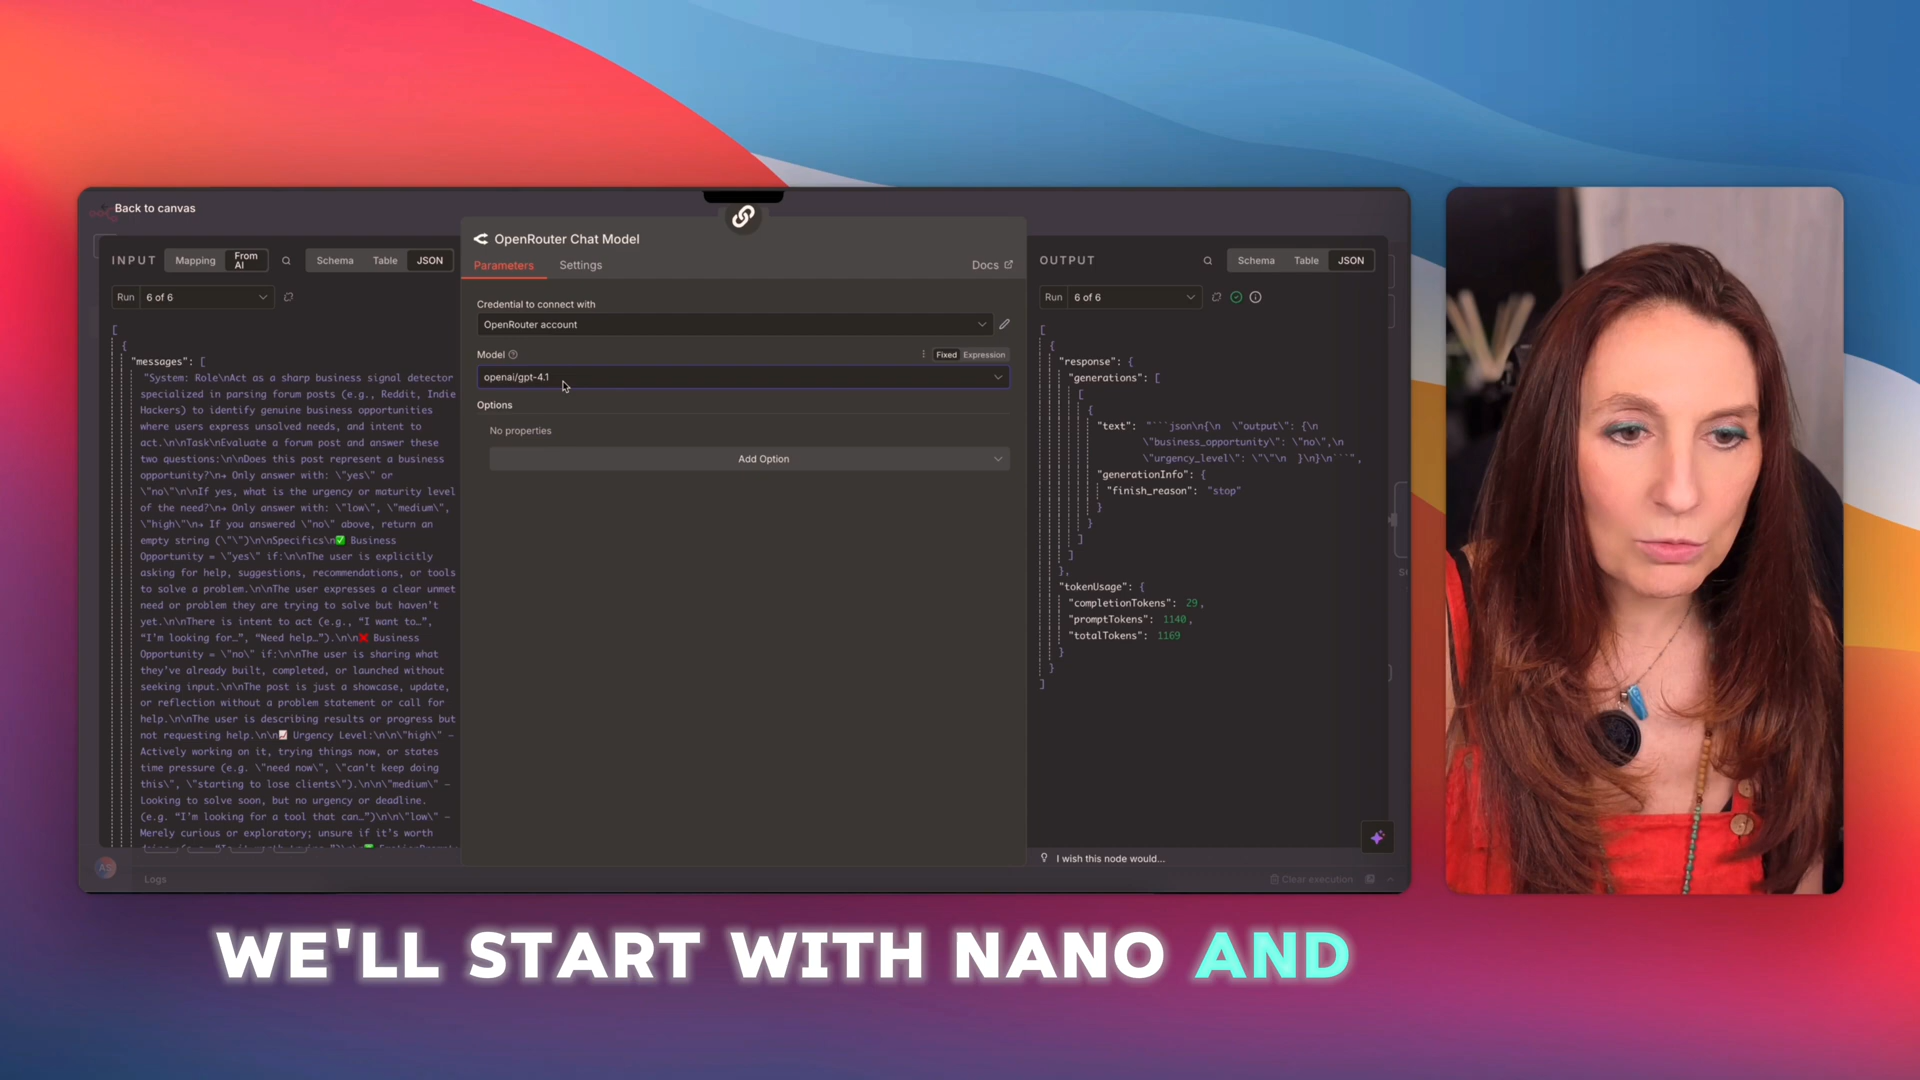 Back to canvas
INPUT
Mapping
From AI
Schema
Table
JSON
Run
6 of 6
[
{
"messages": [
"System: Role\nAct as a sharp business signal detector
specialized in parsing forum posts (e.g., Reddit, Indie
Hackers) to identify genuine business opportunities
where users express unsolved needs, and intent to
act.\n\nTask\nEvaluate a forum post and answer these
two questions:\n\nDoes this post represent a business
opportunity?\n→ Only answer with: \"yes\" or
\"no\"\n\nIf yes, what is the urgency or maturity level
of the need?\n→ Only answer with: \"low\", \"medium\",
\"high\"\n→ If you answered \"no\" above, return an
empty string (\"\")\n\nSpecifics\n✅ Business
Opportunity = \"yes\" if:\n\nThe user is explicitly
asking for help, suggestions, recommendations, or tools
to solve a problem.\n\nThe user expresses a clear unmet
need or problem they are trying to solve but haven't
yet.\n\nThere is intent to act (e.g., “I want to…”,
“I'm looking for…”, “Need help…”).\n\n❌ Business
Opportunity = \"no\" if:\n\nThe user is sharing what
they've already built, completed, or launched without
seeking input.\n\nThe post is just a showcase, update,
or reflection without a problem statement or call for
help.\n\nThe user is describing results or progress but
not requesting help.\n\n📈 Urgency Level:\n\n\"high\" –
Actively working on it, trying things now, or states
time pressure (e.g. \"need now\", \"can't keep doing
this\", \"starting to lose clients\").\n\n\"medium\" –
Looking to solve soon, but no urgency or deadline.
(e.g. “I'm looking for a tool that can…”)\n\n\"low\" –
Merely curious or exploratory; unsure if it's worth
AS
Logs
OpenRouter Chat Model
Parameters
Settings
Docs
Credential to connect with
OpenRouter account
Model
Fixed
Expression
openai/gpt-4.1
Options
No properties
Add Option
OUTPUT
Schema
Table
JSON
Run
6 of 6
[
{
"response": {
"generations": [
[
{
"text": "```json\n{\n  \"output\": {\n
\"business_opportunity\": \"no\",\n
\"urgency_level\": \"\"\n  }\n}\n```",
"generationInfo": {
"finish_reason": "stop"
}
}
]
]
},
"tokenUsage": {
"completionTokens": 29,
"promptTokens": 1140,
"totalTokens": 1169
}
}
]
I wish this node would...
Clear execution
WE'LL START WITH NANO AND